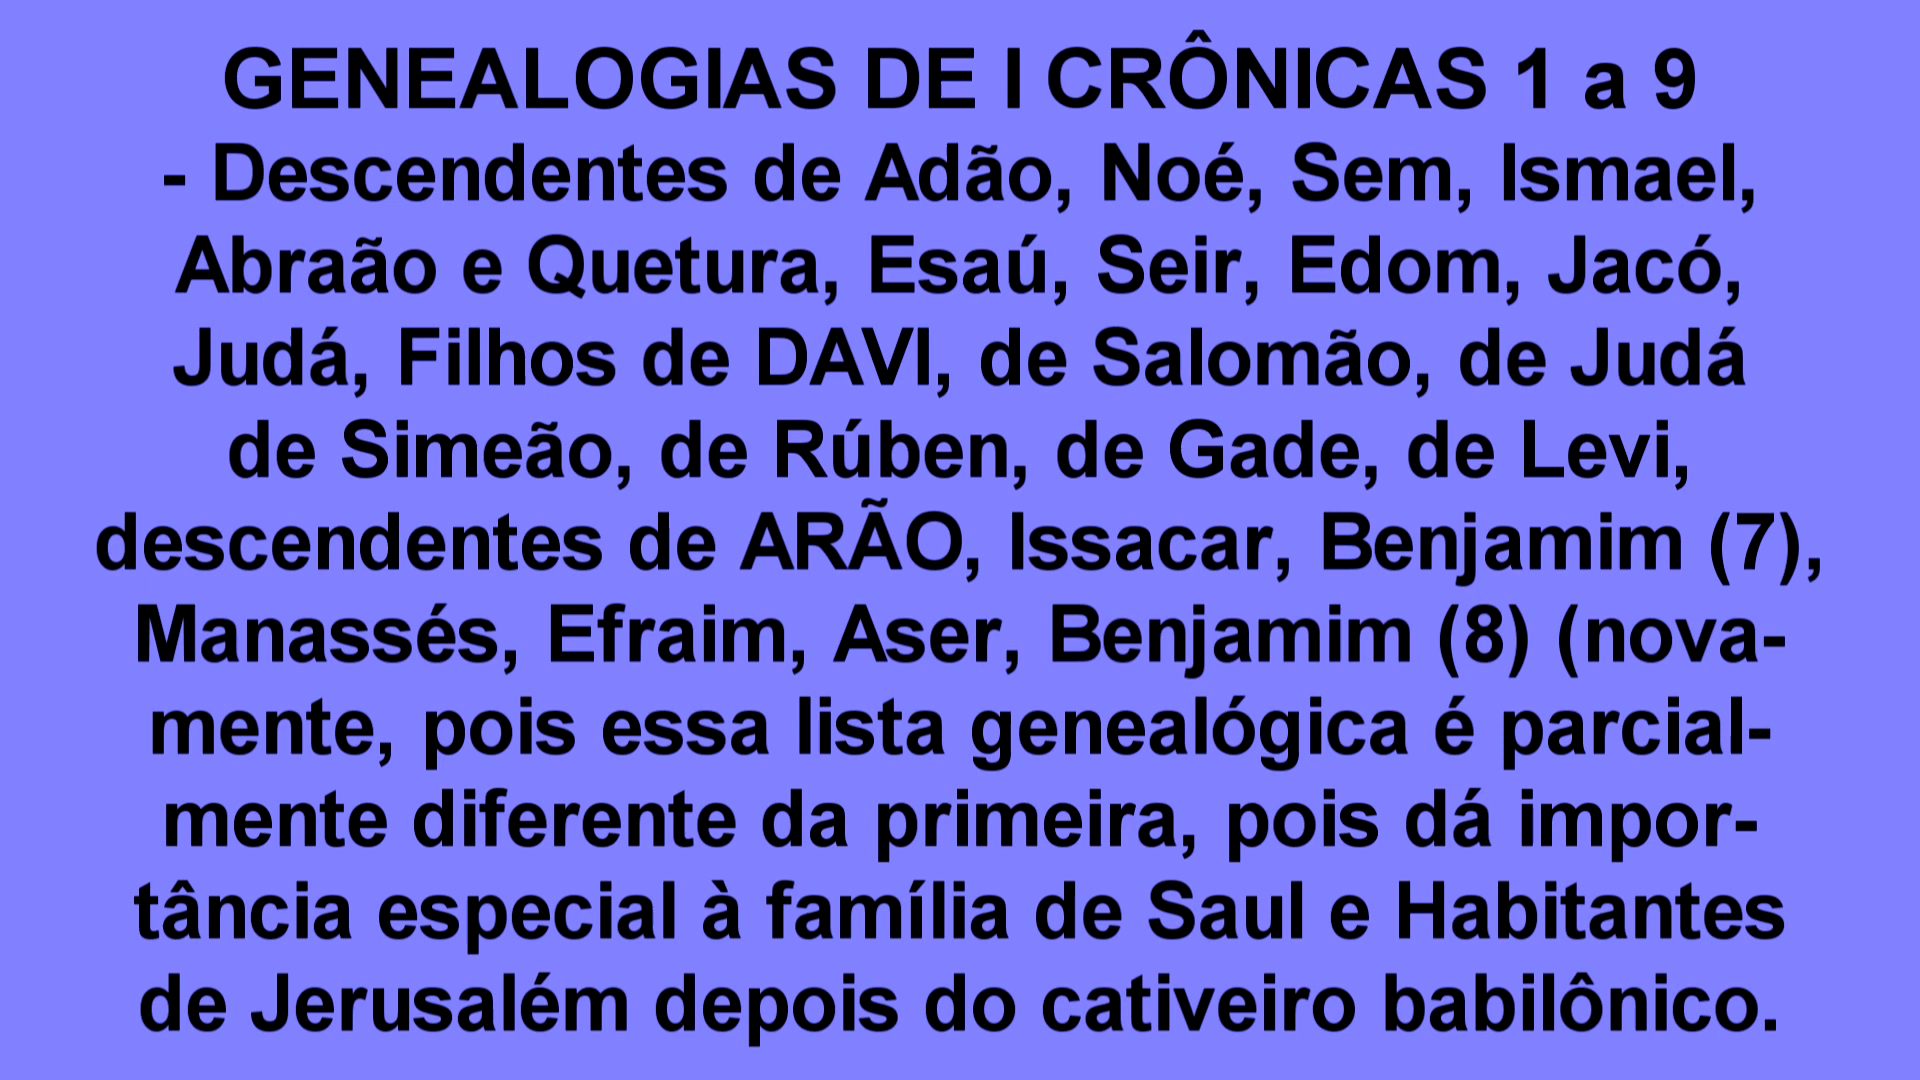 GENEALOGIAS DE I CRÔNICAS 1 a 9
- Descendentes de Adão, Noé, Sem, Ismael,
Abraão e Quetura, Esaú, Seir, Edom, Jacó,
Judá, Filhos de DAVI, de Salomão, de Judá
de Simeão, de Rúben, de Gade, de Levi,
descendentes de ARÃO, Issacar, Benjamim (7),
Manassés, Efraim, Aser, Benjamim (8) (nova-
mente, pois essa lista genealógica é parcial-
mente diferente da primeira, pois dá impor-
tância especial à família de Saul e Habitantes
de Jerusalém depois do cativeiro babilônico.